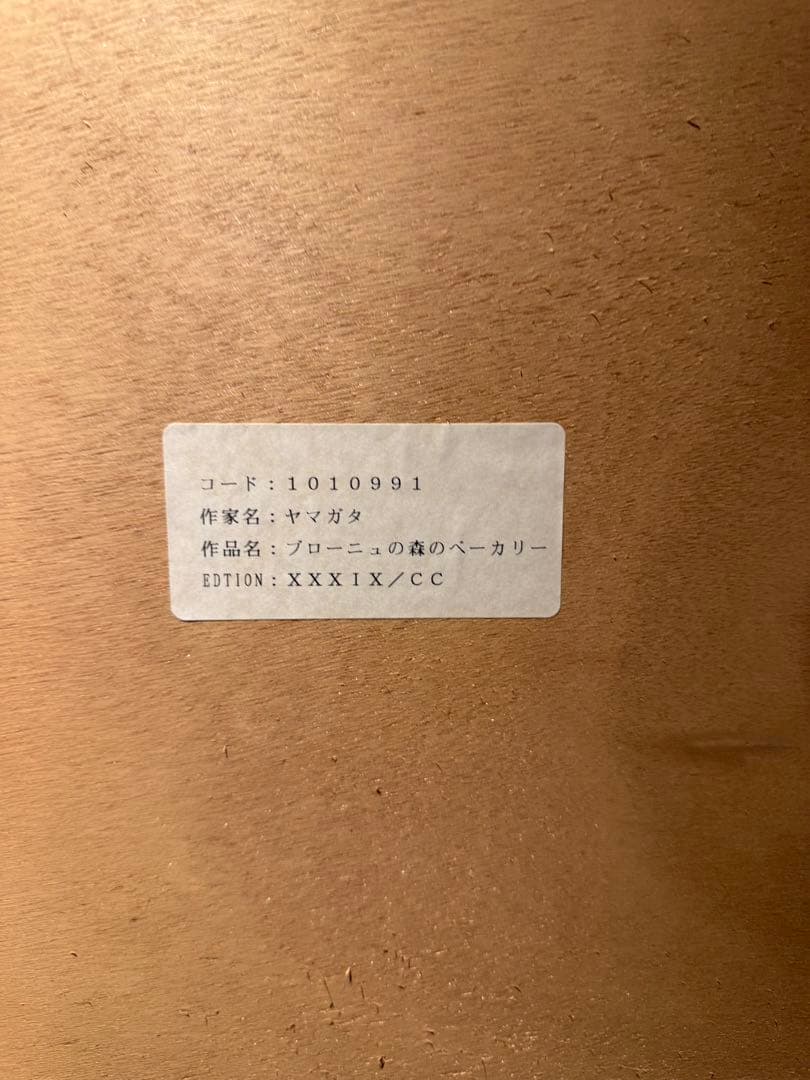 コード：１０１０９９１
作家名：ヤマガタ
作品名：ブローニュの森のベーカリー
EDTION：ＸＸＸＩＸ／ＣＣ